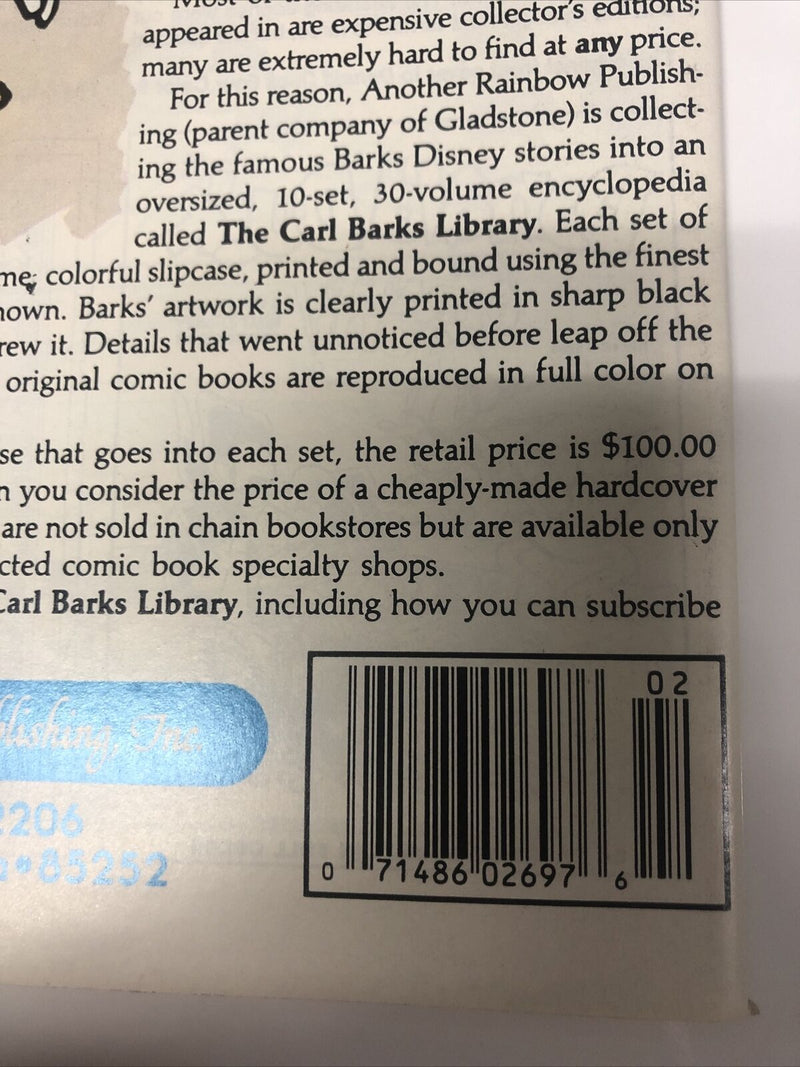 appeared in are expensive collector's editions;
many are extremely hard to find at any price.
For this reason, Another Rainbow Publish-
ing (parent company of Gladstone) is collect-
ing the famous Barks Disney stories into an
oversized, 10-set, 30-volume encyclopedia
called The Carl Barks Library. Each set of
colorful slipcase, printed and bound using the finest
Barks' artwork is clearly printed in sharp black
it. Details that went unnoticed before leap off the
original comic books are reproduced in full color on
that goes into each set, the retail price is $100.00
you consider the price of a cheaply-made hardcover
are not sold in chain bookstores but are available only
comic book specialty shops.
Carl Barks Library, including how you can subscribe
02
Inc.
2206
85252
0 71486 02697 6